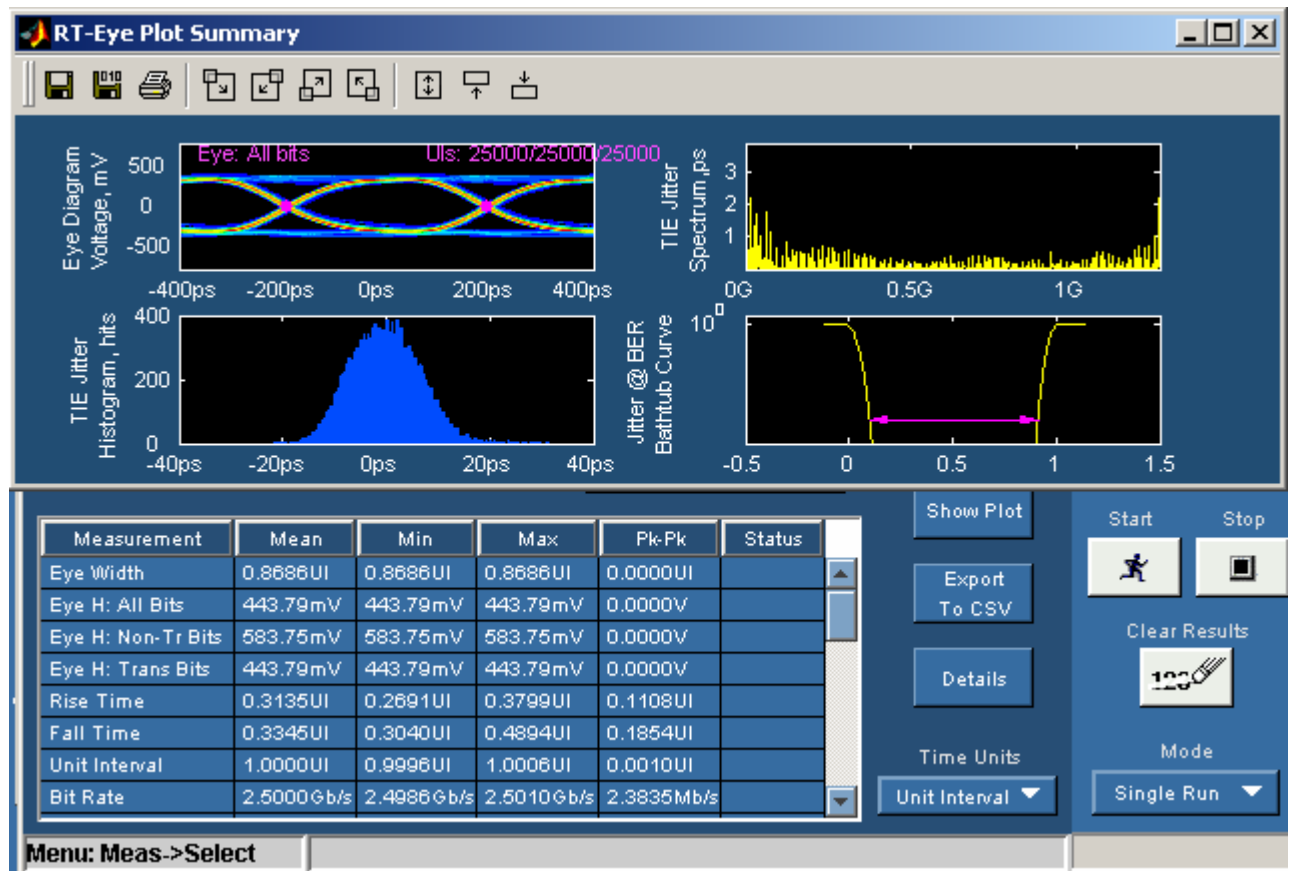 RT-Eye Plot Summary
Eye Diagram
Voltage, mV
500
0
-500
Eye: All bits
UIs: 25000/25000/25000
-400ps -200ps 0ps 200ps 400ps
TIE Jitter
Spectrum,ps
3
2
1
0G 0.5G 1G
TIE Jitter
Histogram, hits
400
200
0
-40ps -20ps 0ps 20ps 40ps
Jitter @ BER
Bathtub Curve
10
-0.5 0 0.5 1 1.5
Measurement Mean Min Max Pk-Pk Status
Eye Width 0.8686UI 0.8686UI 0.8686UI 0.0000UI
Eye H: All Bits 443.79mV 443.79mV 443.79mV 0.0000V
Eye H: Non-Tr Bits 583.75mV 583.75mV 583.75mV 0.0000V
Eye H: Trans Bits 443.79mV 443.79mV 443.79mV 0.0000V
Rise Time 0.3135UI 0.2691UI 0.3799UI 0.1108UI
Fall Time 0.3345UI 0.3040UI 0.4894UI 0.1854UI
Unit Interval 1.0000UI 0.9996UI 1.0006UI 0.0010UI
Bit Rate 2.5000Gb/s 2.4986Gb/s 2.5010Gb/s 2.3835Mb/s
Show Plot
Export
To CSV
Details
Time Units
Unit Interval
Start Stop
Clear Results
123
Mode
Single Run
Menu: Meas->Select